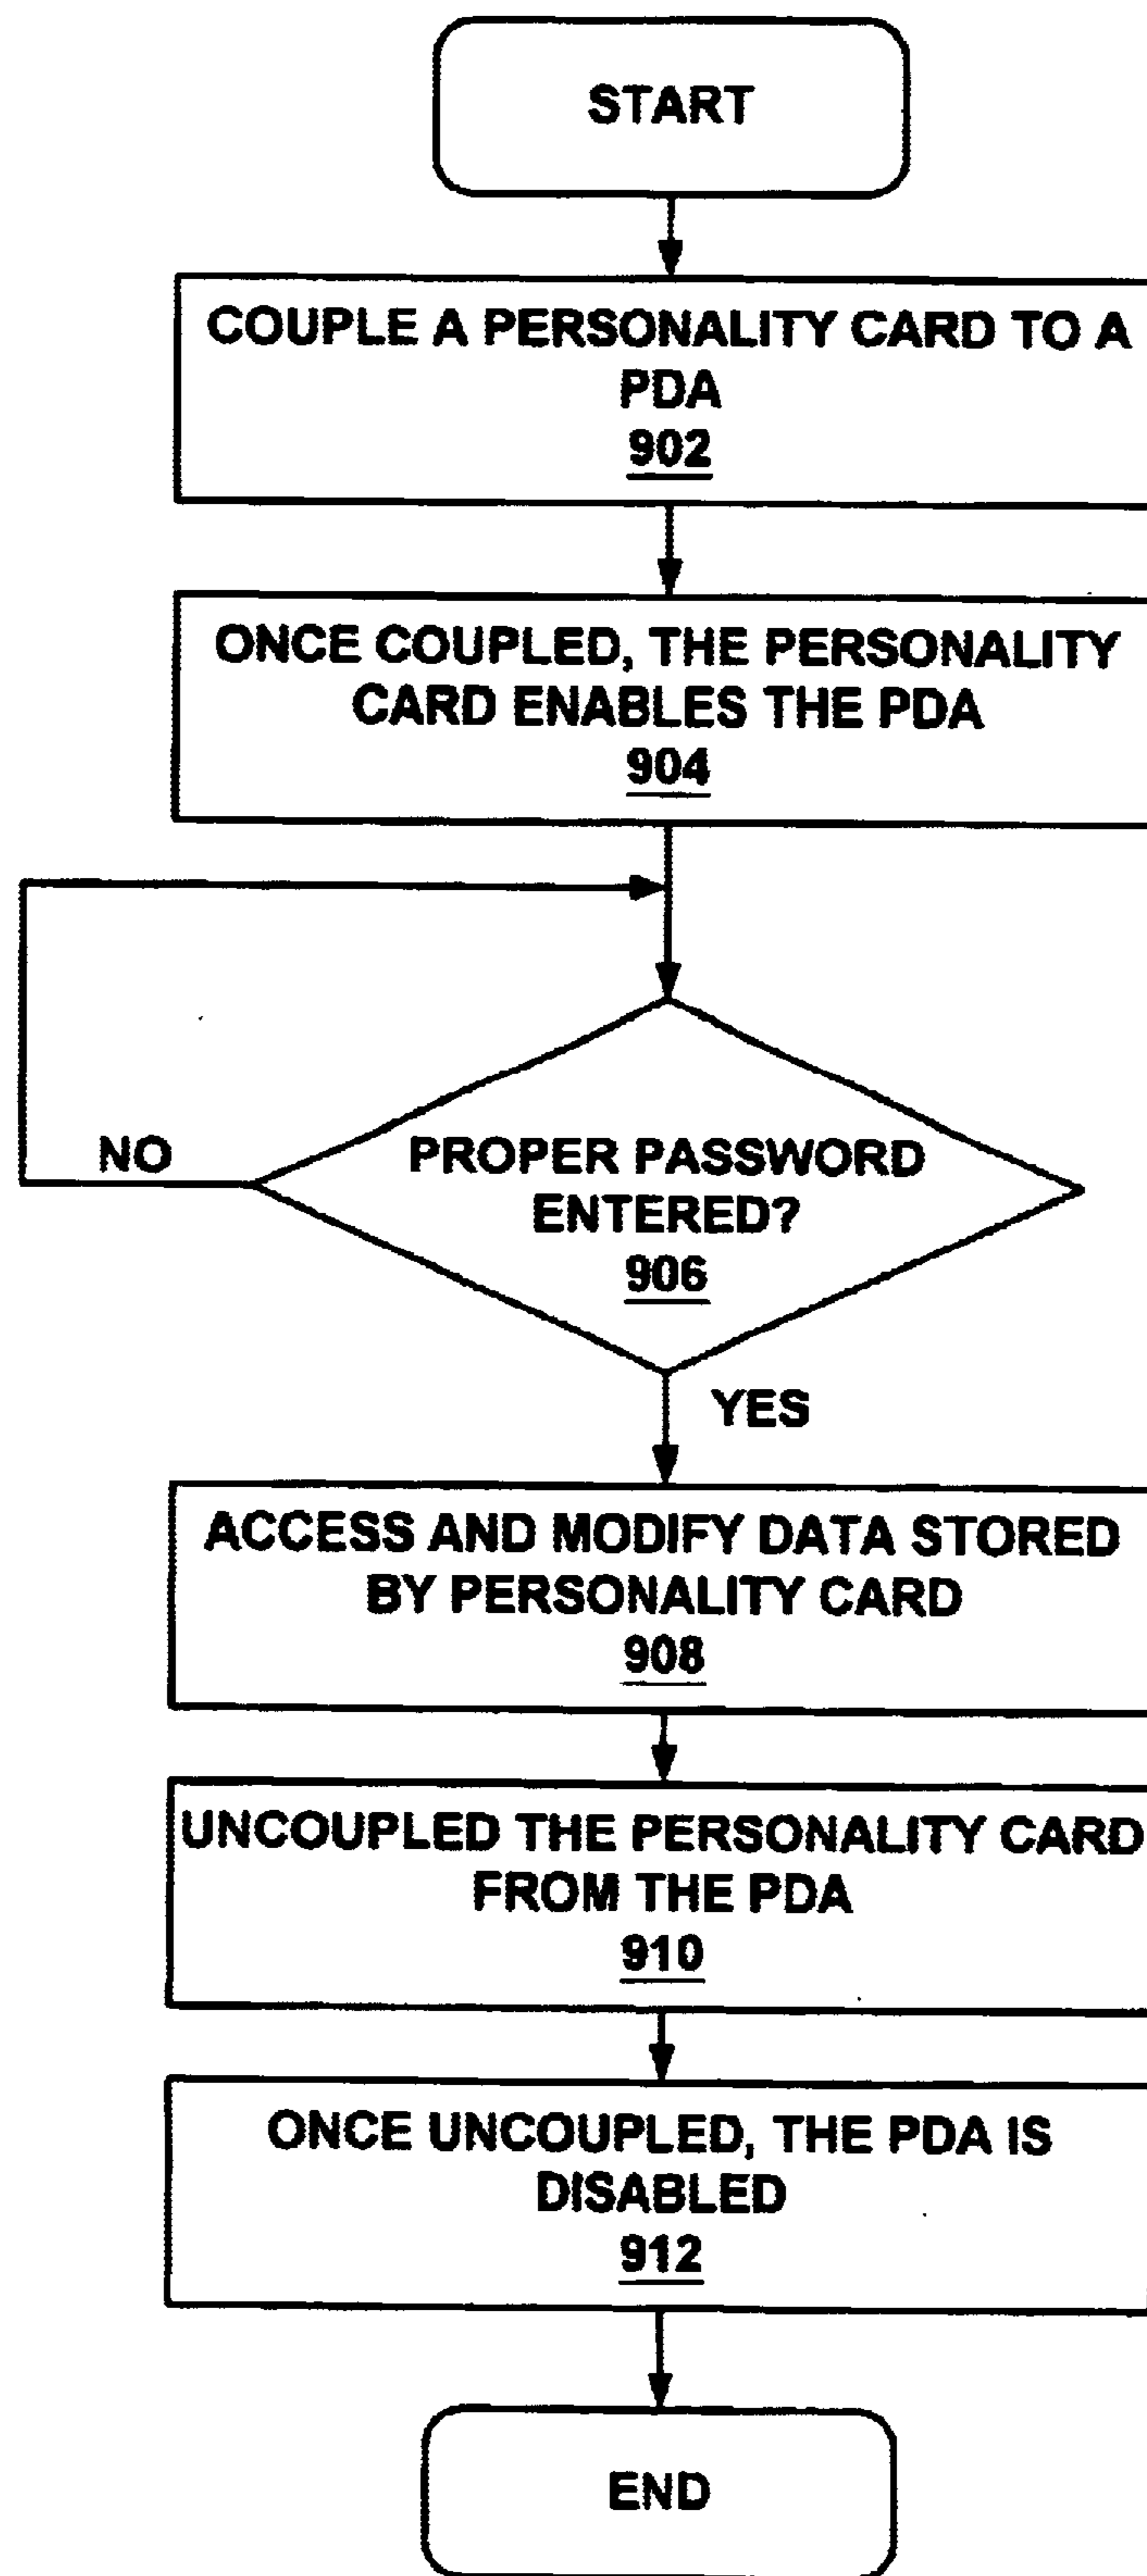 START
COUPLE A PERSONALITY CARD TO A
PDA
902
ONCE COUPLED, THE PERSONALITY
CARD ENABLES THE PDA
904
NO
PROPER PASSWORD
ENTERED?
906
YES
ACCESS AND MODIFY DATA STORED
BY PERSONALITY CARD
908
UNCOUPLED THE PERSONALITY CARD
FROM THE PDA
910
ONCE UNCOUPLED, THE PDA IS
DISABLED
912
END